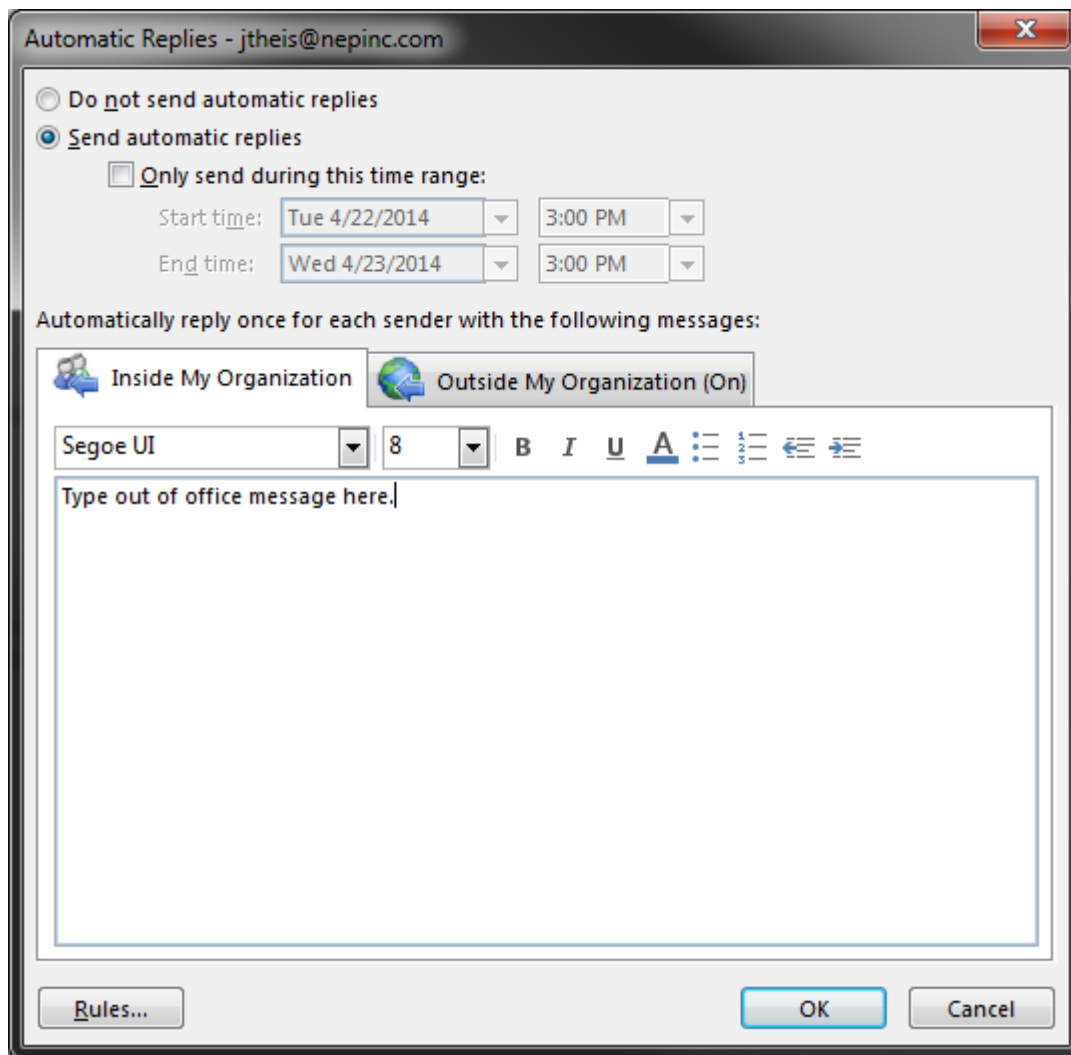 Automatic Replies - jtheis@nepinc.com
x
Do not send automatic replies
Send automatic replies
Only send during this time range:
Start time: Tue 4/22/2014 3:00 PM
End time: Wed 4/23/2014 3:00 PM
Automatically reply once for each sender with the following messages:
Inside My Organization Outside My Organization (On)
Segoe UI 8 B I U A
Type out of office message here.
Rules... OK Cancel